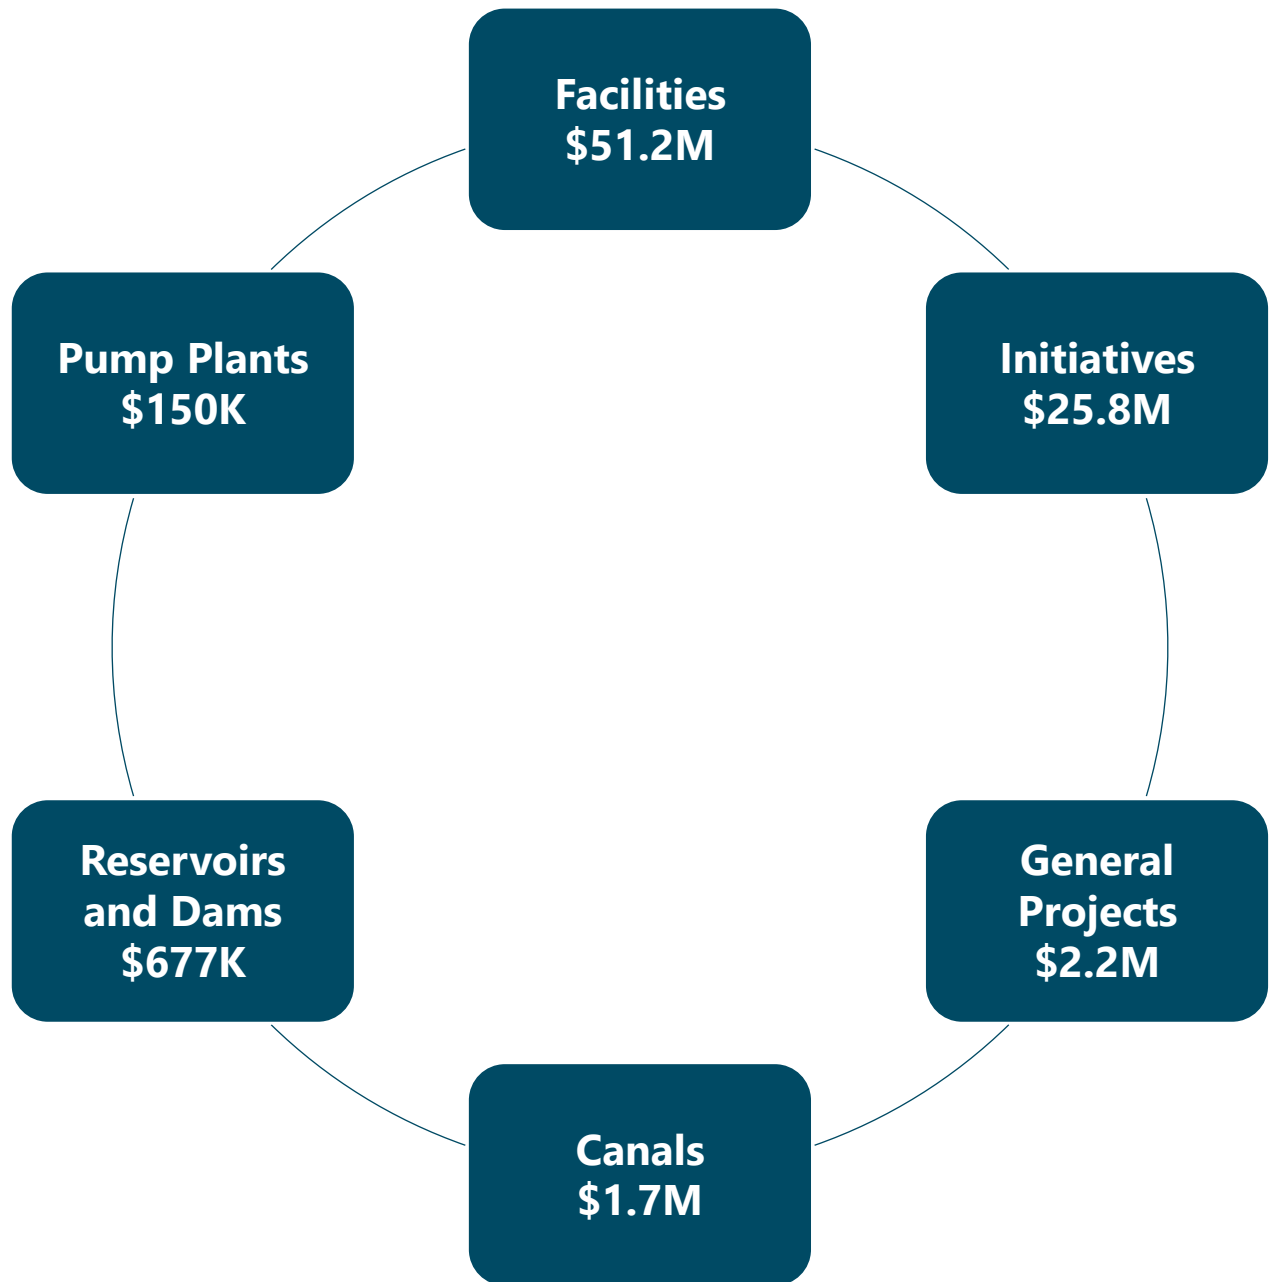 Facilities
$51.2M
Initiatives
$25.8M
General
Projects
$2.2M
Canals
$1.7M
Reservoirs
and Dams
$677K
Pump Plants
$150K